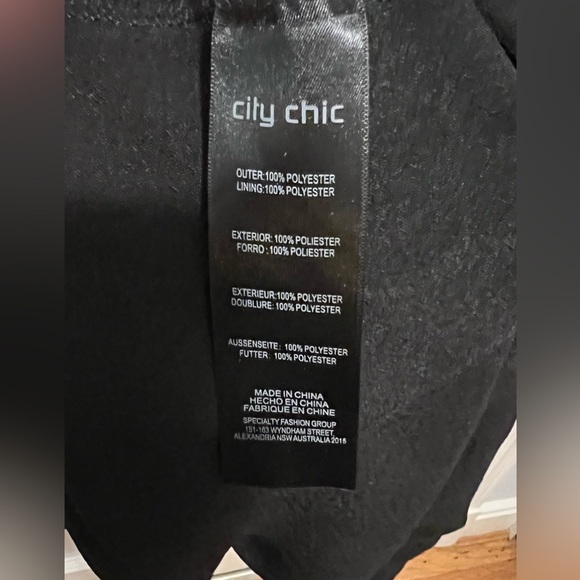 city chic
OUTER:100% POLYESTER
LINING:100% POLYESTER
EXTERIOR: 100% POLIESTER
FORRO : 100% POLIESTER
EXTERIEUR:100% POLYESTER
DOUBLURE: 100% POLYESTER
AUSSENSEITE: 100% POLYESTER
FUTTER: 100% POLYESTER
MADE IN CHINA
HECHO EN CHINA
FABRIQUE EN CHINE
SPECIALTY FASHION GROUP
151-163 WYNDHAM STREET
ALEXANDRIA NSW AUSTRALIA 2015